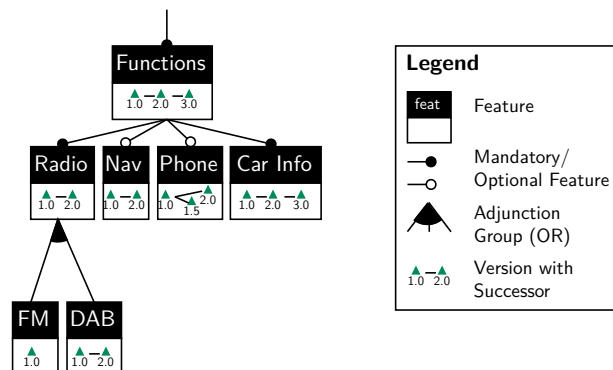 Functions
1.0 2.0 3.0
Radio Nav Phone Car Info
1.0 2.0 1.0 2.0 1.0 1.5 2.0 1.0 2.0 3.0
FM DAB
1.0 1.0 2.0
Legend
feat Feature
Mandatory/
Optional Feature
Adjunction
Group (OR)
1.0 2.0 Version with
Successor